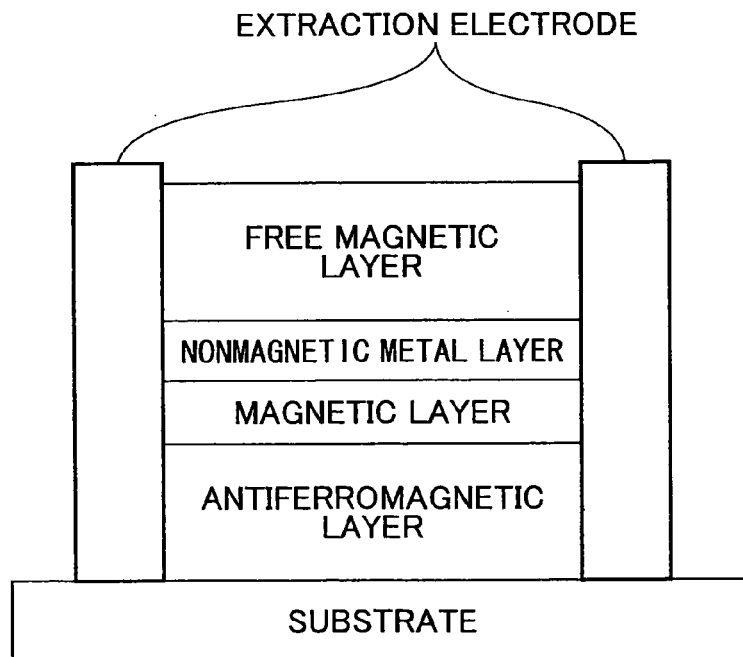 EXTRACTION ELECTRODE
FREE MAGNETIC
LAYER
NONMAGNETIC METAL LAYER
MAGNETIC LAYER
ANTIFERROMAGNETIC
LAYER
SUBSTRATE